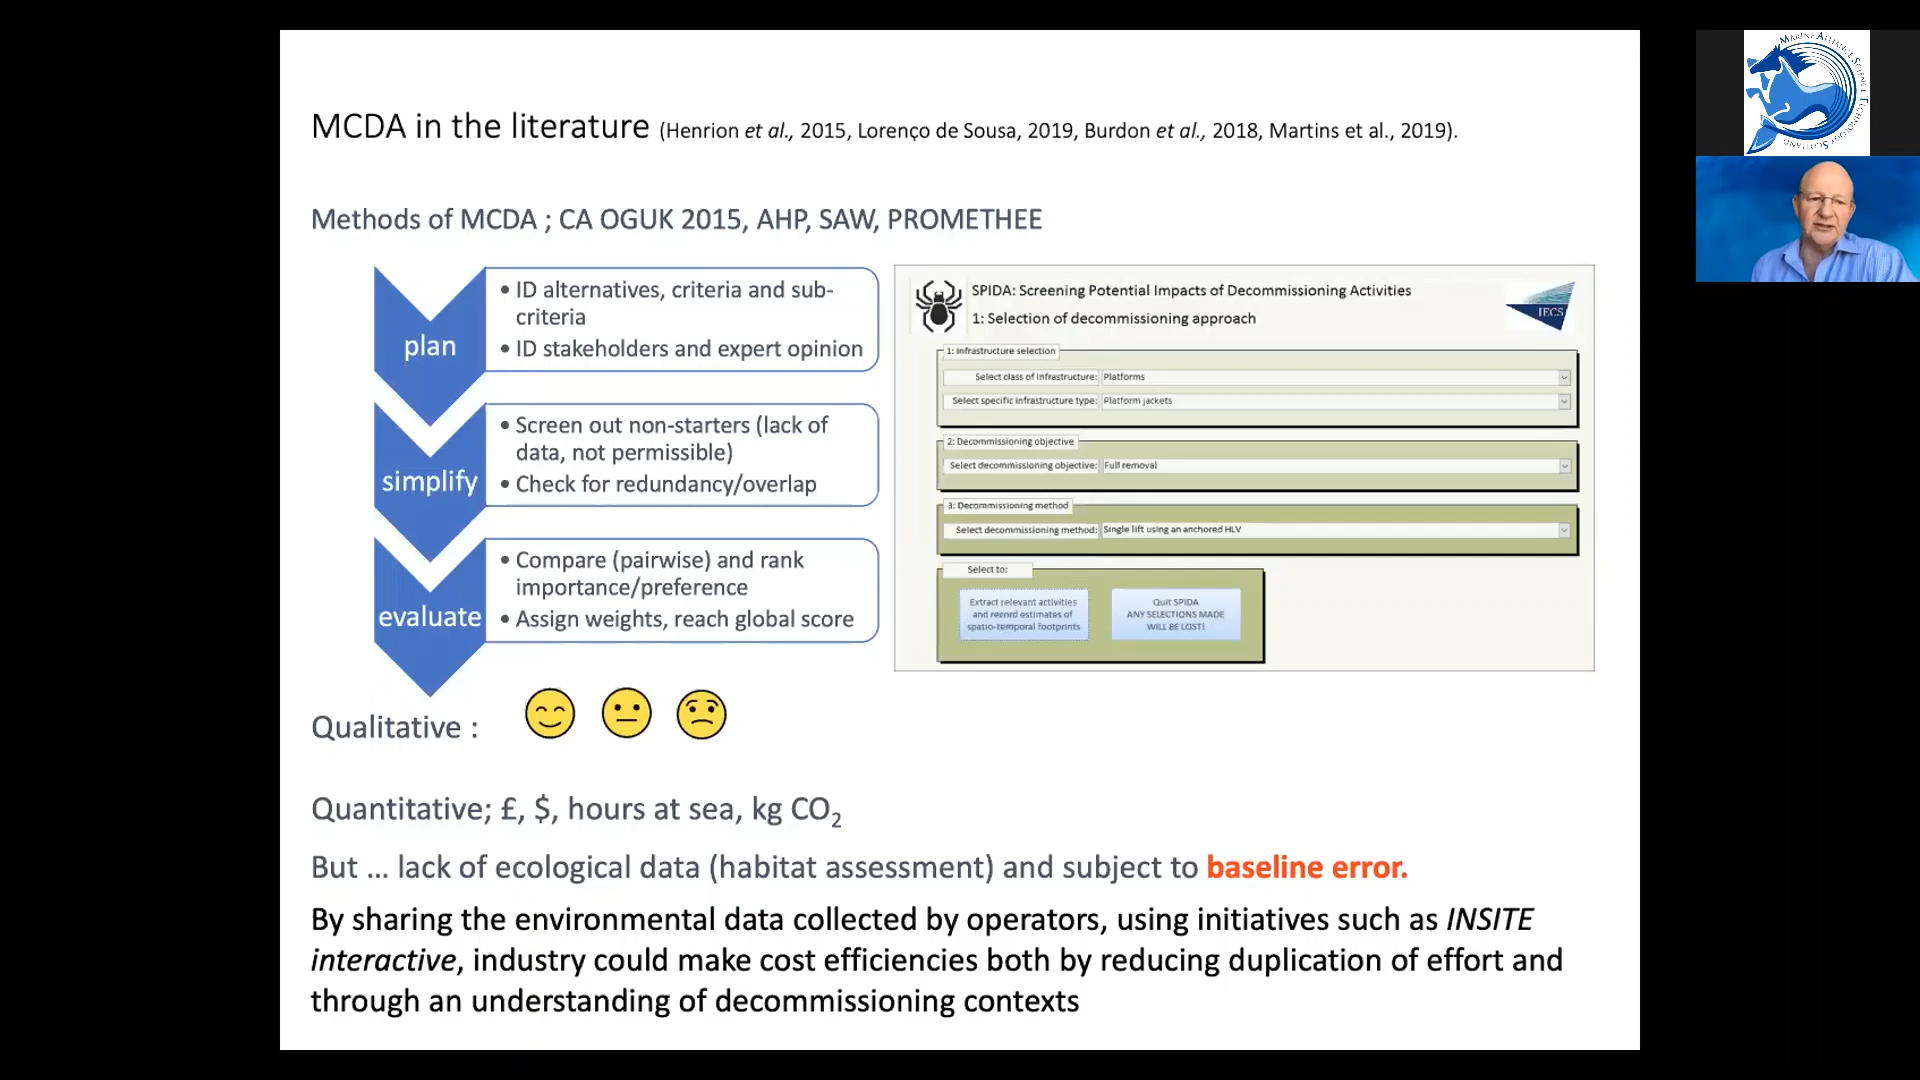 MCDA in the literature (Henrion et al., 2015, Lorenço de Sousa, 2019, Burdon et al., 2018, Martins et al., 2019).
Methods of MCDA ; CA OGUK 2015, AHP, SAW, PROMETHEE
plan
• ID alternatives, criteria and sub-
criteria
• ID stakeholders and expert opinion
simplify
• Screen out non-starters (lack of
data, not permissible)
• Check for redundancy/overlap
evaluate
• Compare (pairwise) and rank
importance/preference
• Assign weights, reach global score
SPIDA: Screening Potential Impacts of Decommissioning Activities
1: Selection of decommissioning approach
IECS
1: Infrastructure selection
Select class of infrastructure: Platforms
Select specific infrastructure type: Platform jackets
2: Decommissioning objective
Select decommissioning objective: Full removal
3: Decommissioning method
Select decommissioning method: Single lift using an anchored HLV
Select to:
Extract relevant activities
and record estimates of
spatio-temporal footprints
Quit SPIDA
ANY SELECTIONS MADE
WILL BE LOST!
Qualitative :
Quantitative; £, $, hours at sea, kg CO2
But ... lack of ecological data (habitat assessment) and subject to baseline error.
By sharing the environmental data collected by operators, using initiatives such as INSITE
interactive, industry could make cost efficiencies both by reducing duplication of effort and
through an understanding of decommissioning contexts
MARINE ALLIANCE SCIENCE TECHNOLOGY SCOTLAND